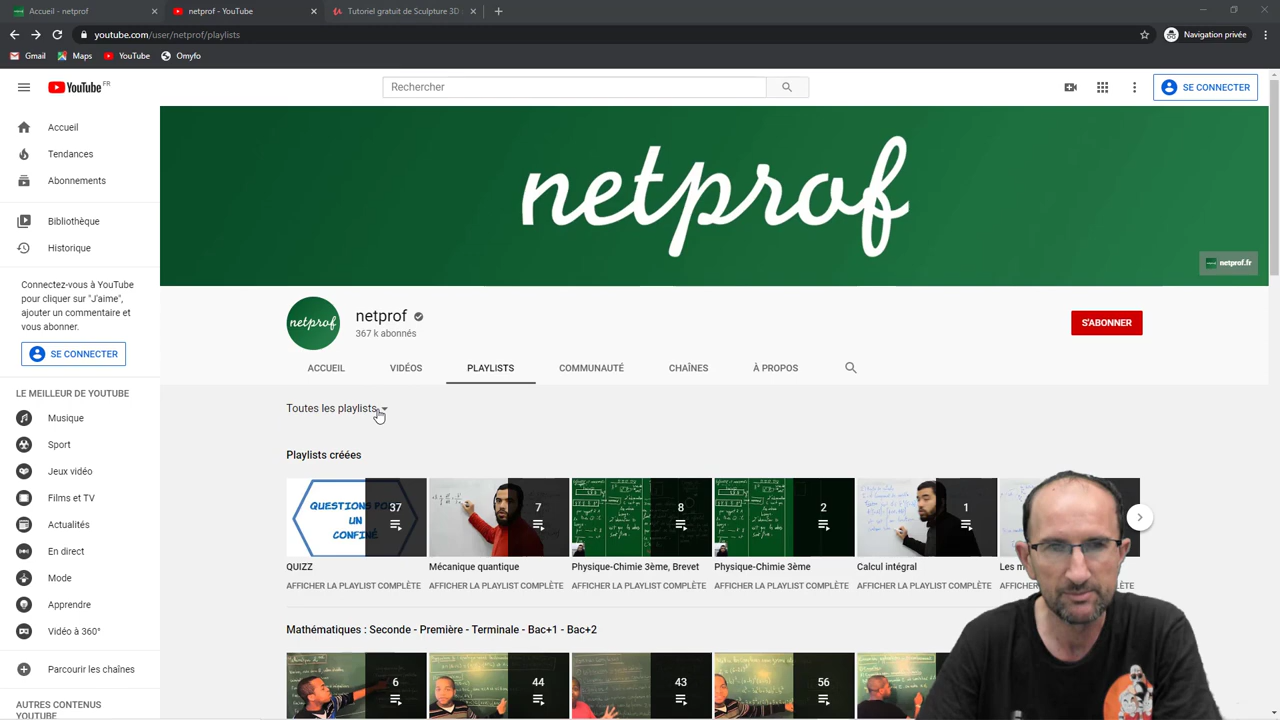 Accueil - netprof
netprof - YouTube
Tutoriel gratuit de Sculpture 3D
youtube.com/user/netprof/playlists
Navigation privée
Gmail
Maps
YouTube
Omyfo
YouTube FR
Rechercher
SE CONNECTER
Accueil
Tendances
Abonnements
Bibliothèque
Historique
Connectez-vous à YouTube
pour cliquer sur "J'aime",
ajouter un commentaire et
vous abonner.
SE CONNECTER
LE MEILLEUR DE YOUTUBE
Musique
Sport
Jeux vidéo
Films et TV
Actualités
En direct
Mode
Apprendre
Vidéo à 360°
Parcourir les chaînes
AUTRES CONTENUS
YOUTUBE
netprof
netprof.fr
netprof
netprof
367 k abonnés
S'ABONNER
ACCUEIL
VIDÉOS
PLAYLISTS
COMMUNAUTÉ
CHAÎNES
À PROPOS
Toutes les playlists
Playlists créées
QUESTIONS
UN
CONFINÉ
37
7
8
2
1
QUIZZ
Mécanique quantique
Physique-Chimie 3ème, Brevet
Physique-Chimie 3ème
Calcul intégral
Les m
AFFICHER LA PLAYLIST COMPLÈTE
AFFICHER LA PLAYLIST COMPLÈTE
AFFICHER LA PLAYLIST COMPLÈTE
AFFICHER LA PLAYLIST COMPLÈTE
AFFICHER LA PLAYLIST COMPLÈTE
AFFIC
ÈTE
Mathématiques : Seconde - Première - Terminale - Bac+1 - Bac+2
6
44
43
56